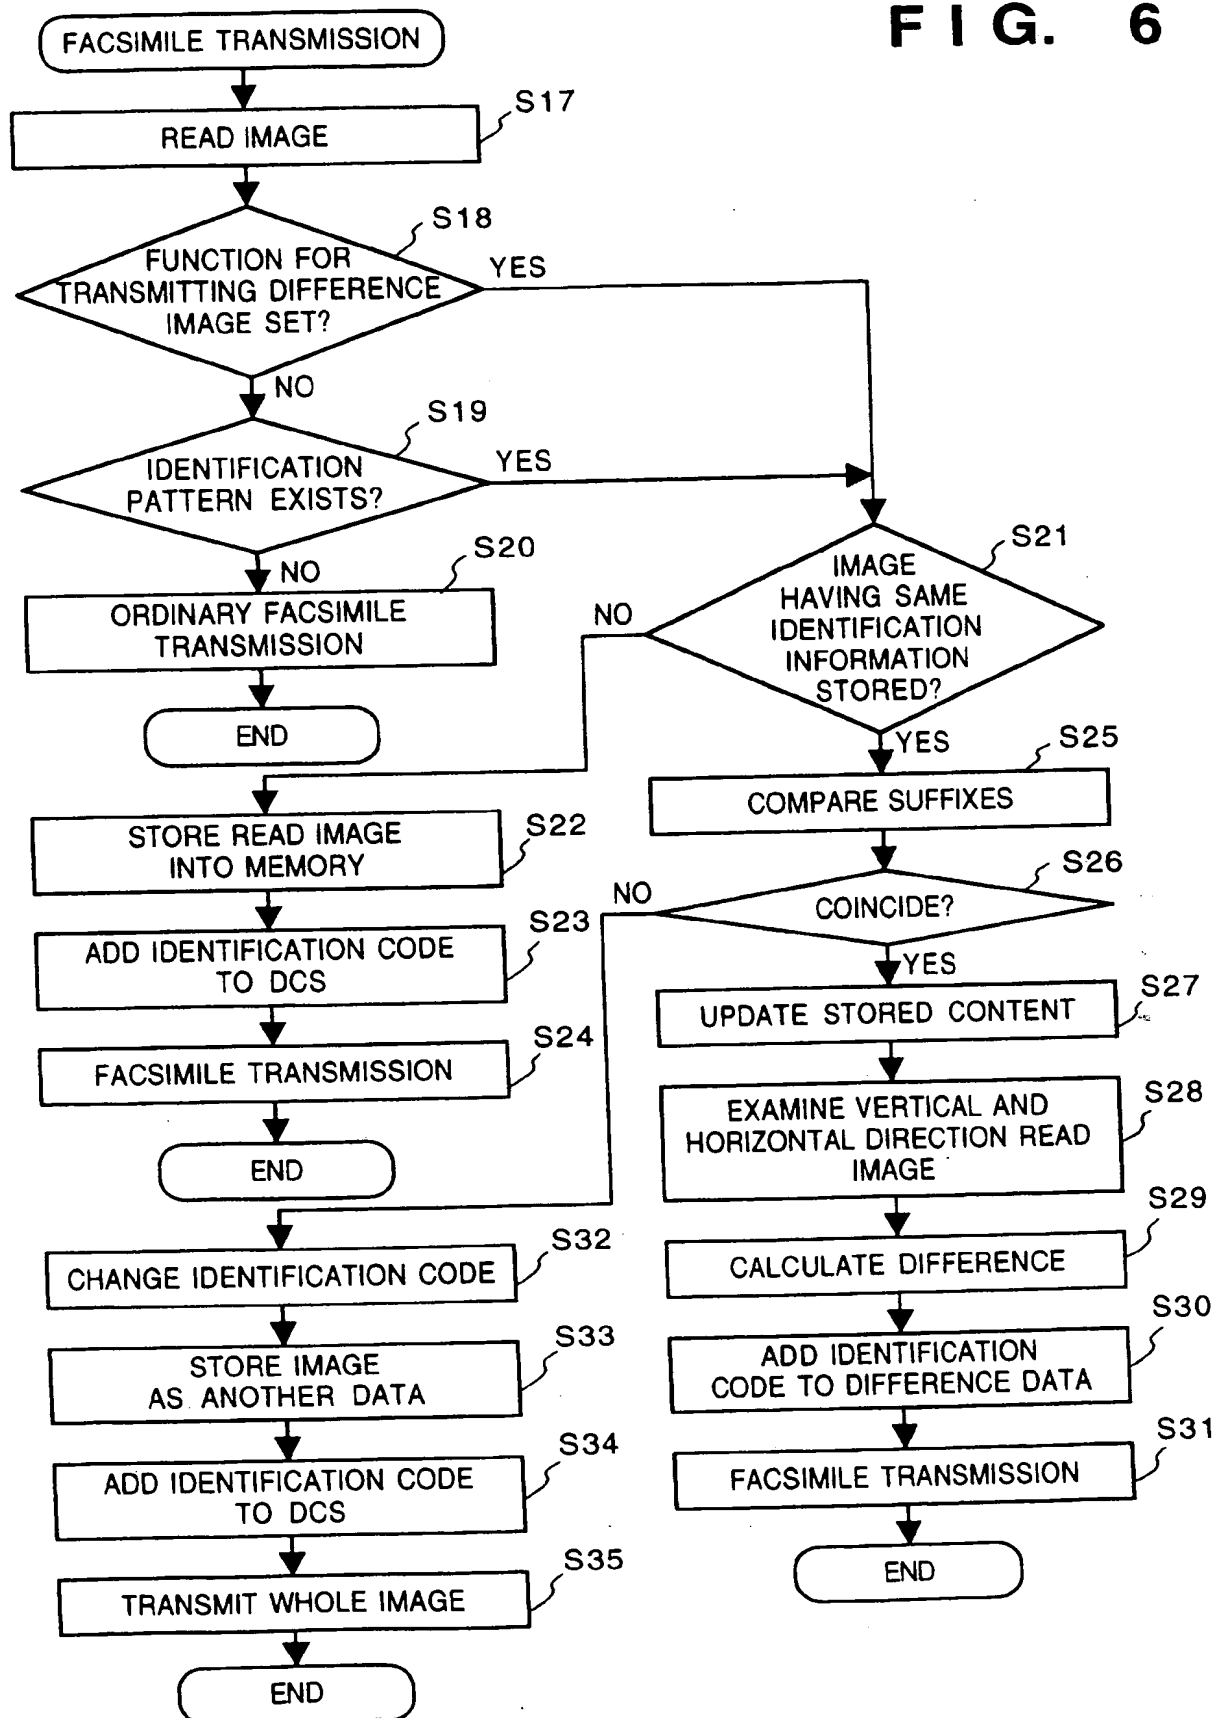 FIG. 6
FACSIMILE TRANSMISSION
S17
READ IMAGE
S18
FUNCTION FOR
TRANSMITTING DIFFERENCE
IMAGE SET?
YES
NO
S19
IDENTIFICATION
PATTERN EXISTS?
YES
NO
S20
ORDINARY FACSIMILE
TRANSMISSION
END
S21
IMAGE
HAVING SAME
IDENTIFICATION
INFORMATION
STORED?
NO
YES
S22
STORE READ IMAGE
INTO MEMORY
S23
ADD IDENTIFICATION CODE
TO DCS
S24
FACSIMILE TRANSMISSION
END
S25
COMPARE SUFFIXES
S26
COINCIDE?
NO
YES
S27
UPDATE STORED CONTENT
S28
EXAMINE VERTICAL AND
HORIZONTAL DIRECTION READ
IMAGE
S29
CALCULATE DIFFERENCE
S30
ADD IDENTIFICATION
CODE TO DIFFERENCE DATA
S31
FACSIMILE TRANSMISSION
END
S32
CHANGE IDENTIFICATION CODE
S33
STORE IMAGE
AS ANOTHER DATA
S34
ADD IDENTIFICATION CODE
TO DCS
S35
TRANSMIT WHOLE IMAGE
END